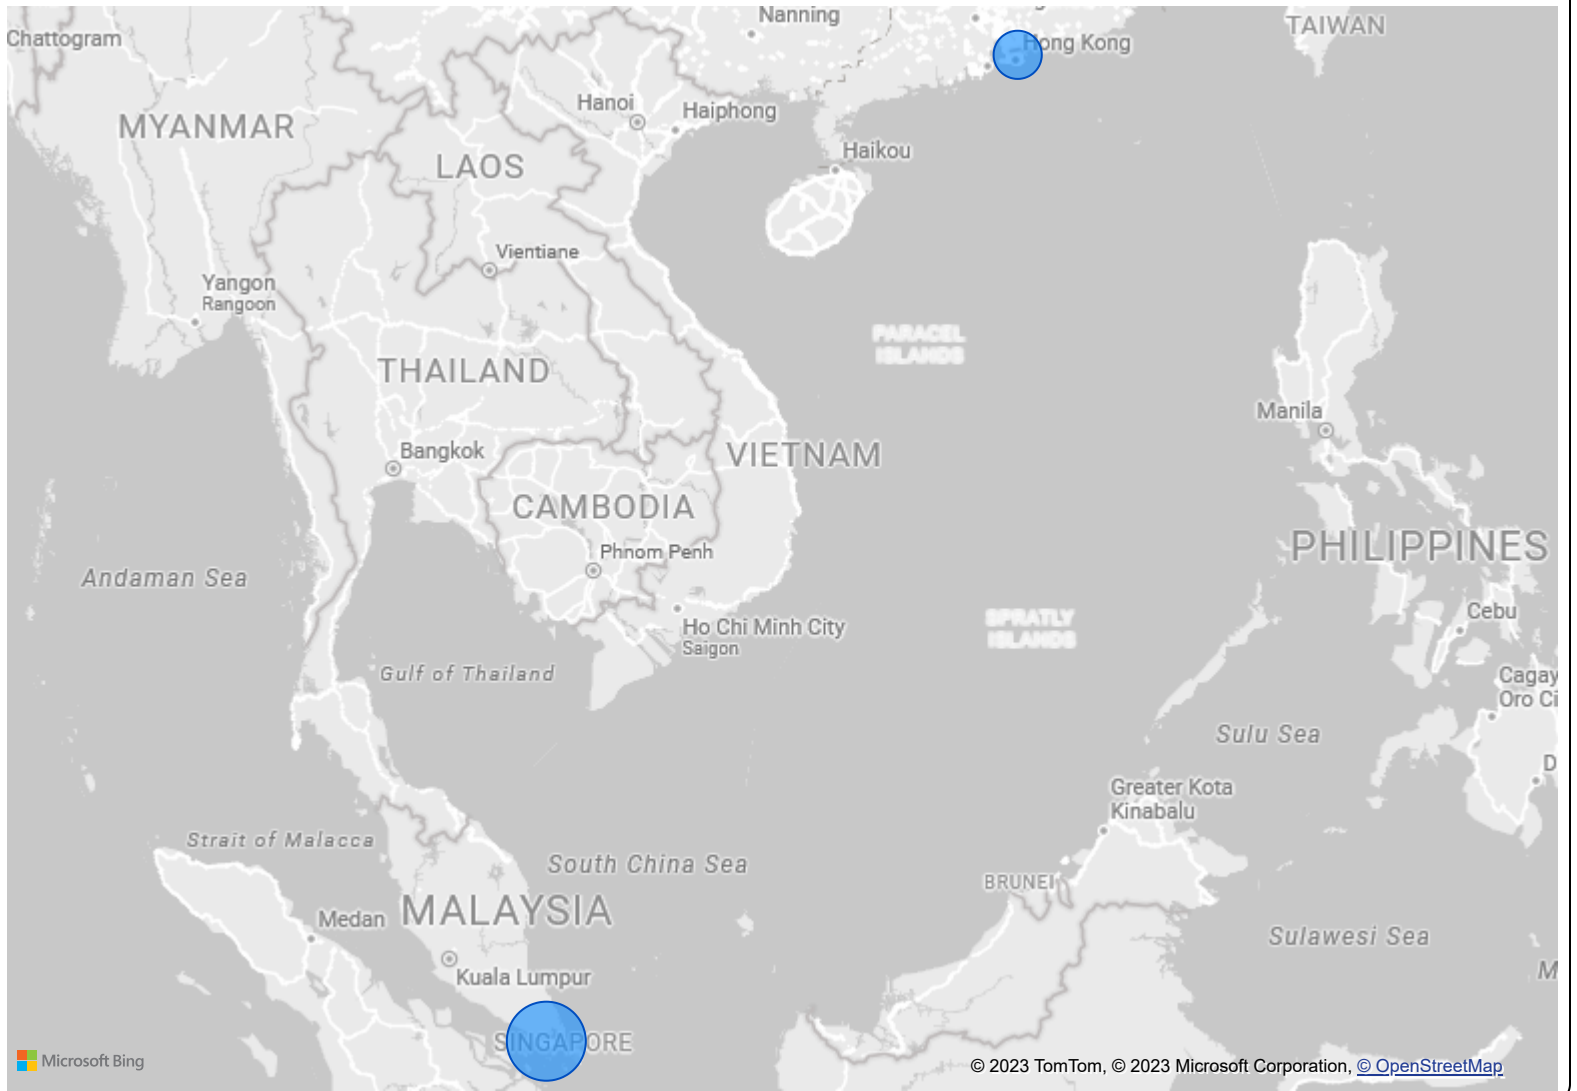 Nanning
Chattogram
TAIWAN
Hong Kong
Hanoi
Haiphong
MYANMAR
Haikou
LAOS
Vientiane
Yangon
Rangoon
PARACEL
ISLANDS
THAILAND
Manila
Bangkok
VIETNAM
CAMBODIA
PHILIPPINES
Phnom Penh
Andaman Sea
Cebu
Ho Chi Minh City
Saigon
SPRATLY
ISLANDS
Gulf of Thailand
Cagay
Oro Ci
Sulu Sea
D
Greater Kota
Kinabalu
Strait of Malacca
South China Sea
BRUNEI
MALAYSIA
Medan
Sulawesi Sea
M
Kuala Lumpur
SINGAPORE
Microsoft Bing
© 2023 TomTom, © 2023 Microsoft Corporation, © OpenStreetMap